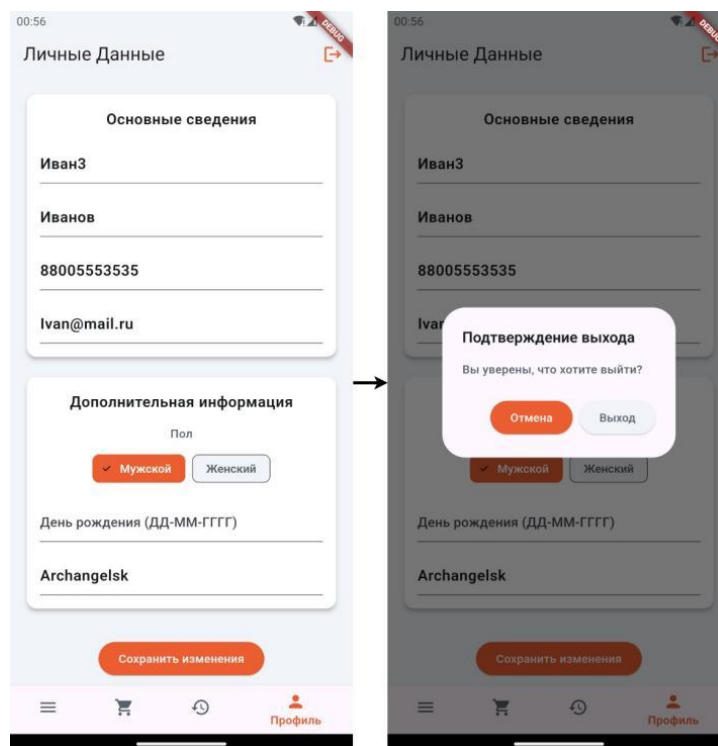 00:56
DEBUG
Личные Данные
Основные сведения
Иван3
Иванов
88005553535
Ivan@mail.ru
Дополнительная информация
Пол
Мужской
Женский
День рождения (ДД-ММ-ГГГГ)
Archangelsk
Сохранить изменения
Профиль
00:56
DEBUG
Личные Данные
Основные сведения
Иван3
Иванов
88005553535
Подтверждение выхода
Вы уверены, что хотите выйти?
Отмена
Выход
Мужской
Женский
День рождения (ДД-ММ-ГГГГ)
Archangelsk
Сохранить изменения
Профиль